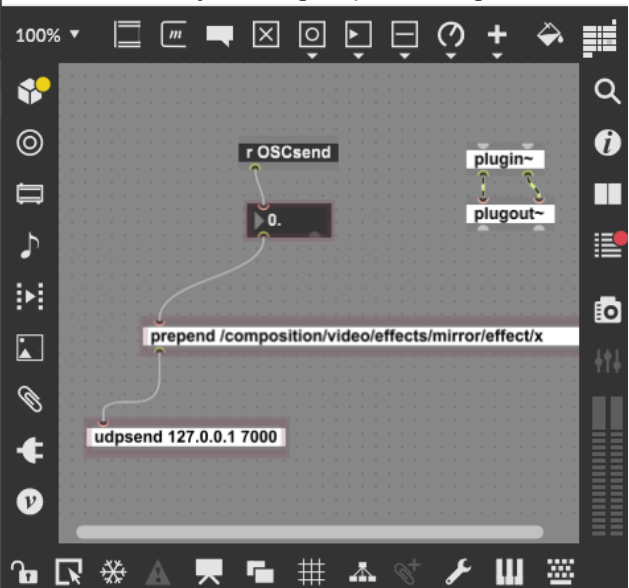 100%
r OSCsend
plugin~
0.
plugout~
prepend /composition/video/effects/mirror/effect/x
udpsend 127.0.0.1 7000